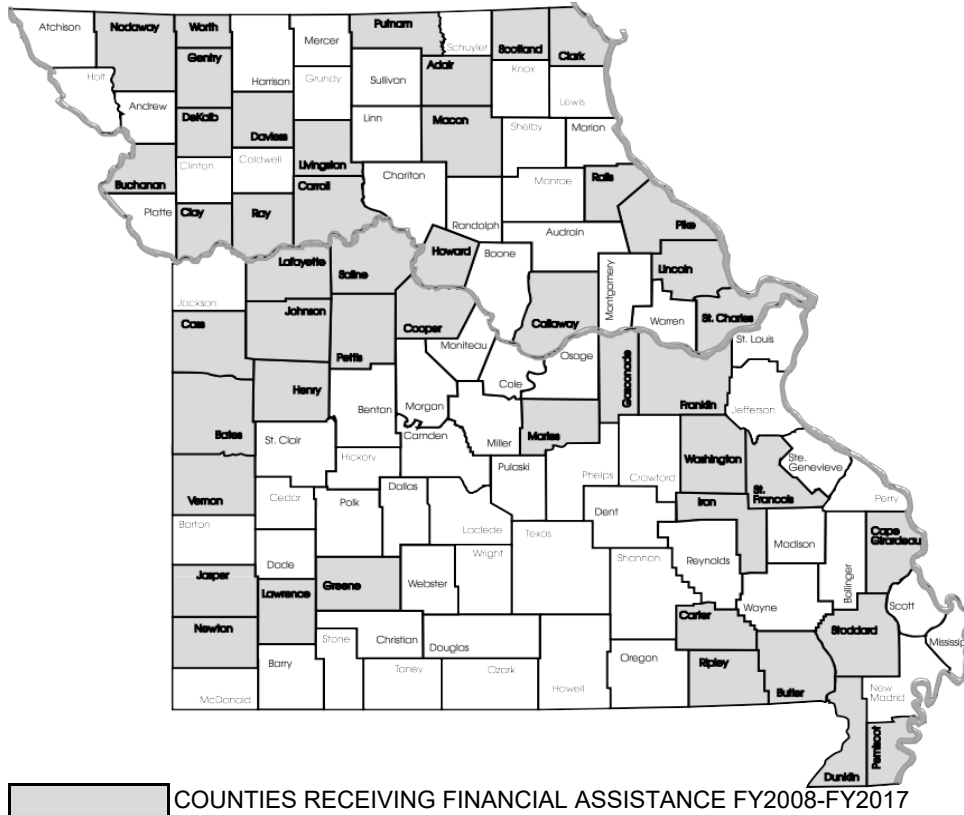 Atchison
Nodaway
Worth
Mercer
Putnam
Schuyler
Scotland
Clark
Gentry
Harrison
Grundy
Sullivan
Adair
Knox
Holt
Andrew
Lewis
DeKalb
Daviess
Linn
Macon
Shelby
Marion
Buchanan
Clinton
Caldwell
Livingston
Chariton
Monroe
Ralls
Carroll
Platte
Clay
Ray
Randolph
Audrain
Pike
Lafayette
Saline
Howard
Boone
Lincoln
Jackson
Johnson
Montgomery
Cass
Cooper
Callaway
Warren
St. Charles
Pettis
Moniteau
Osage
St. Louis
Henry
Cole
Gasconade
Benton
Morgan
Franklin
Jefferson
Bates
St. Clair
Camden
Miller
Maries
Hickory
Pulaski
Washington
Ste.
Genevieve
Phelps
Crawford
Vernon
Cedar
Polk
Dallas
Iron
St.
Francois
Perry
Barton
Laclede
Texas
Dent
Cape
Girardeau
Dade
Wright
Shannon
Reynolds
Madison
Bollinger
Jasper
Lawrence
Greene
Webster
Wayne
Scott
Newton
Stone
Christian
Douglas
Carter
Stoddard
Mississip
Barry
Taney
Ozark
Oregon
Ripley
Butler
McDonald
Howell
New
Madrid
Pemiscot
Dunklin
COUNTIES RECEIVING FINANCIAL ASSISTANCE FY2008-FY2017